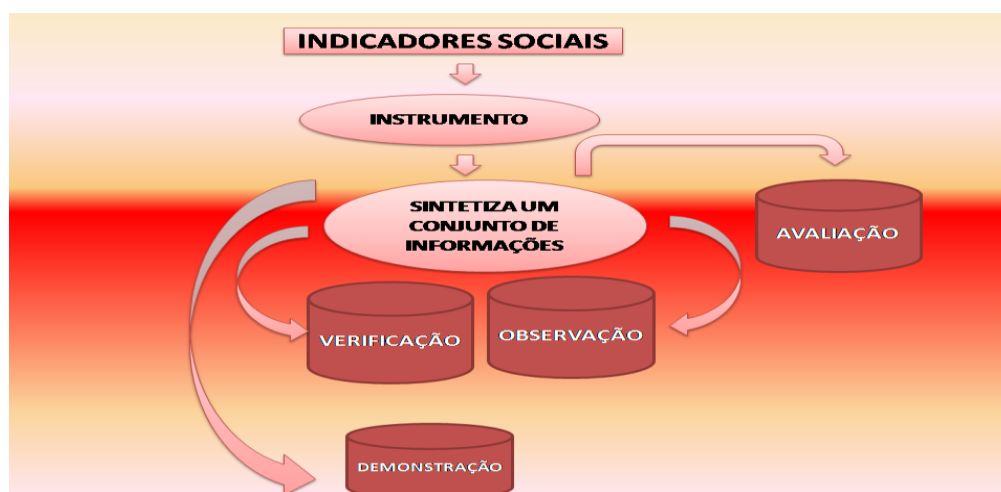 INDICADORES SOCIAIS
INSTRUMENTO
SINTETIZA UM
CONJUNTO DE
INFORMAÇÕES
AVALIAÇÃO
VERIFICAÇÃO
OBSERVAÇÃO
DEMONSTRAÇÃO